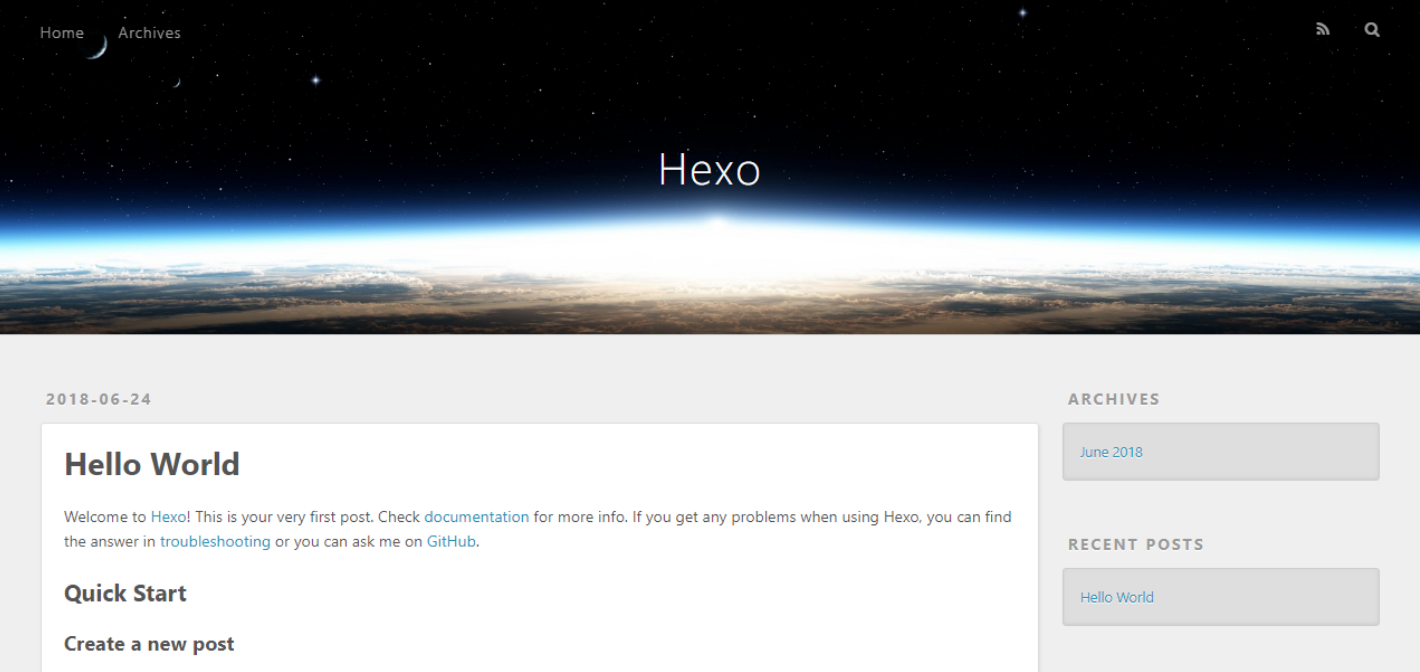 Home Archives
Hexo
2018-06-24
Hello World
Welcome to Hexo! This is your very first post. Check documentation for more info. If you get any problems when using Hexo, you can find
the answer in troubleshooting or you can ask me on GitHub.
Quick Start
Create a new post
ARCHIVES
June 2018
RECENT POSTS
Hello World